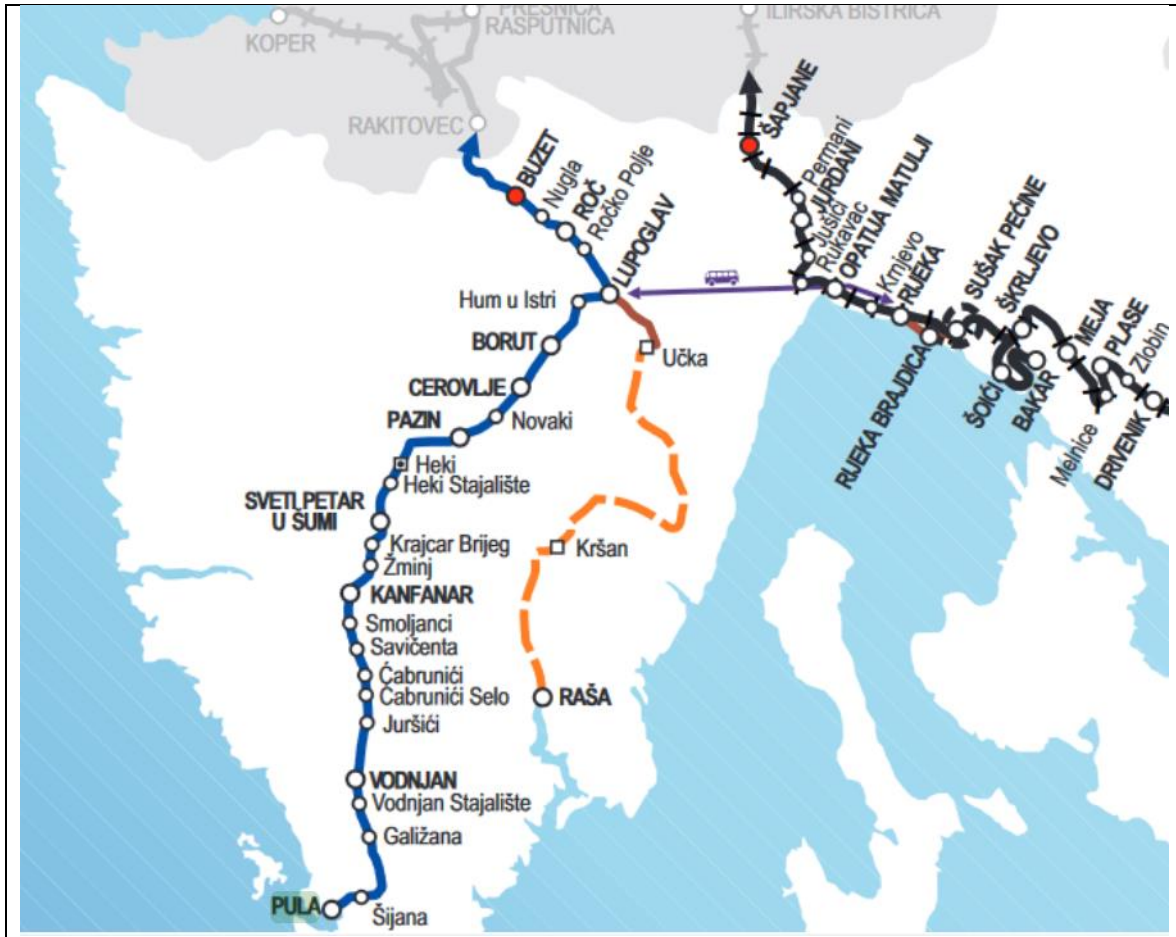 PRESNICA
RASPUTNICA
ILIRSKA BISTRICA
KOPER
RAKITOVEC
ŠAPJANE
Permani
JURDANI
Jušići
Rukavac
OPATIJA MATULJI
Krnjevo
RIJEKA
SUŠAK PEĆINE
ŠKRLJEVO
MEJA
PLASE
Zlobin
BUZET
Nugla
ROČ
Ročko Polje
LUPOGLAV
Hum u Istri
BORUT
Učka
CEROVLJE
Novaki
PAZIN
RIJEKA BRAJDICA
ŠOIĆI
BAKAR
Melnice
DRIVENIK
Heki
Heki Stajalište
SVETI PETAR
U ŠUMI
Krajcar Brijeg
Žminj
Kršan
KANFANAR
Smoljanci
Savičenta
Ćabrunići
Čabrunići Selo
RAŠA
Juršići
VODNJAN
Vodnjan Stajalište
Galižana
PULA
Šijana